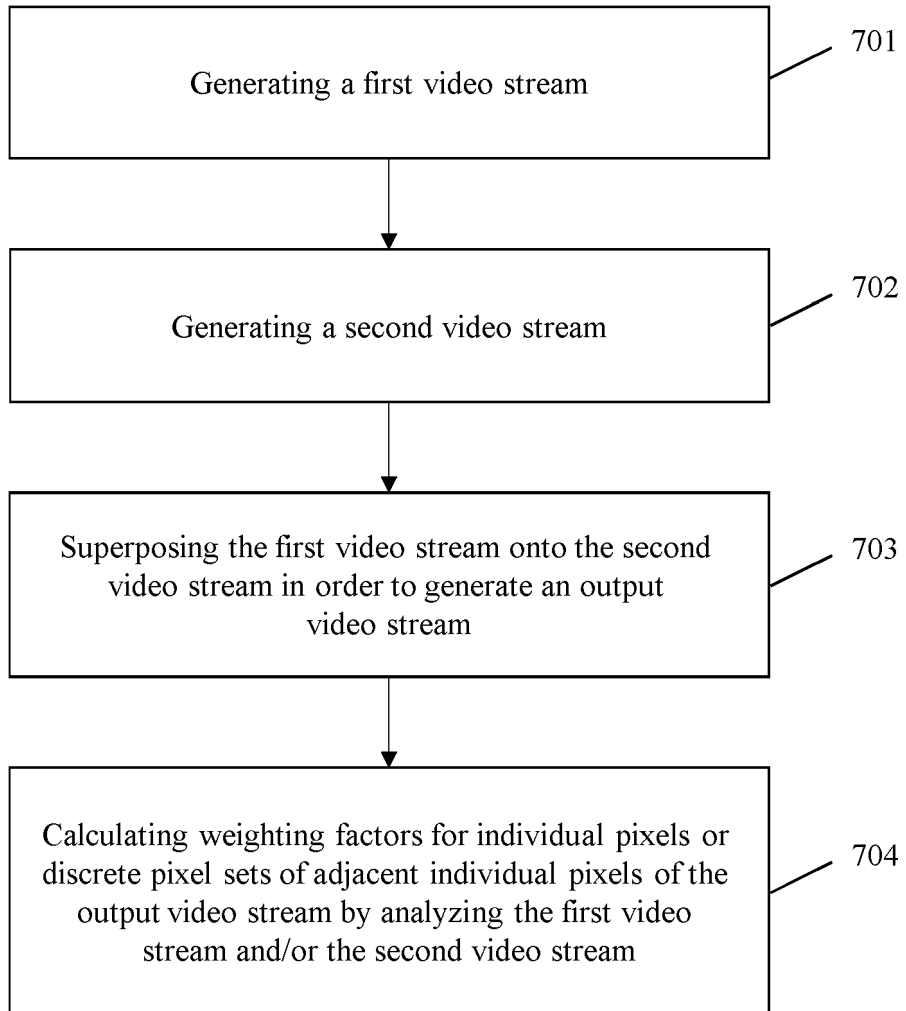 Generating a first video stream
701
Generating a second video stream
702
Superposing the first video stream onto the second
video stream in order to generate an output
video stream
703
Calculating weighting factors for individual pixels or
discrete pixel sets of adjacent individual pixels of the
output video stream by analyzing the first video
stream and/or the second video stream
704